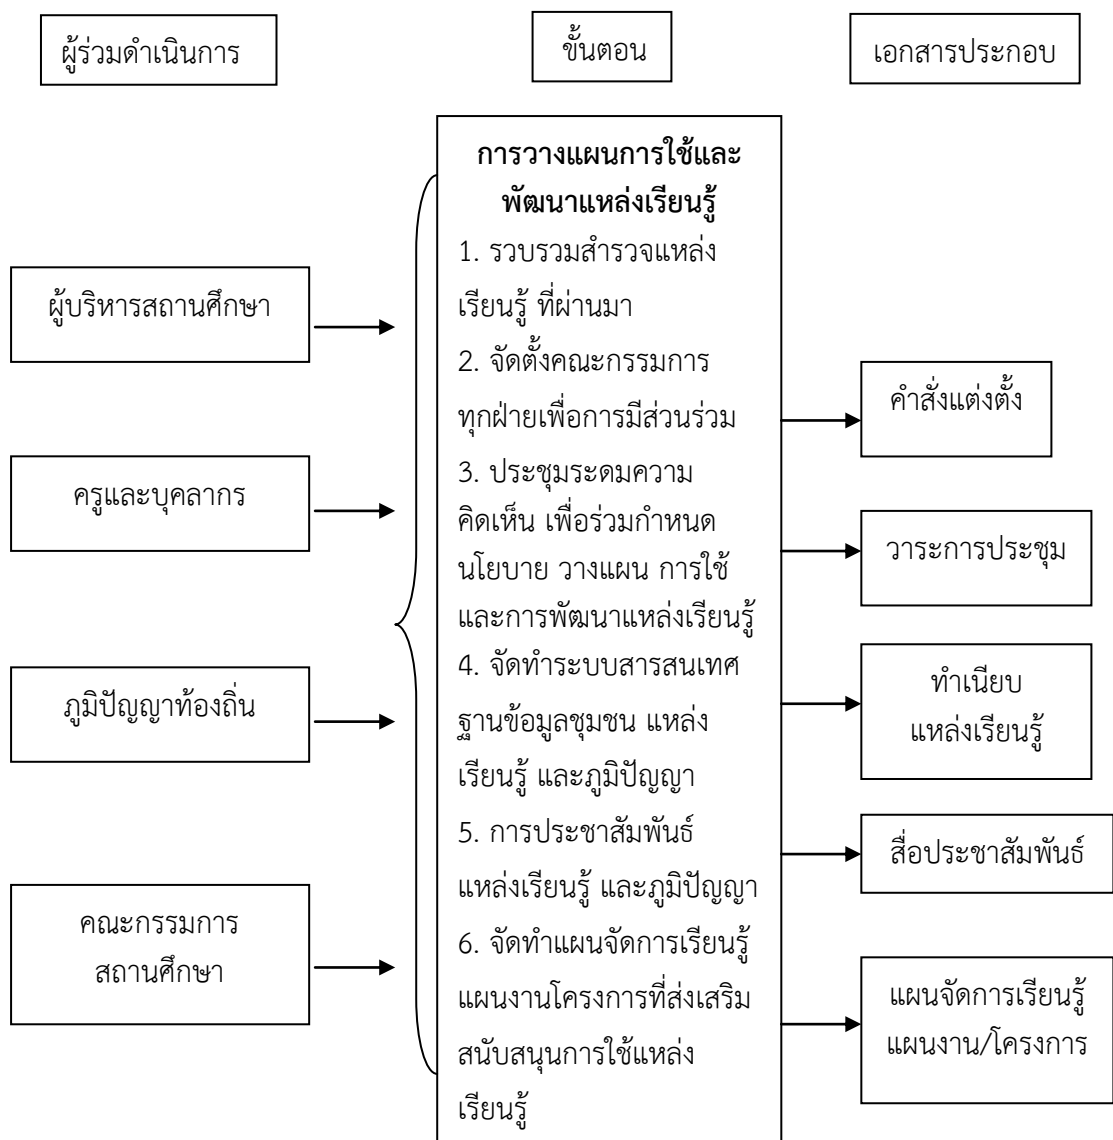 ผู้ร่วมดำเนินการ
ขั้นตอน
เอกสารประกอบ
ผู้บริหารสถานศึกษา
ครูและบุคลากร
ภูมิปัญญาท้องถิ่น
คณะกรรมการ
สถานศึกษา
การวางแผนการใช้และ
พัฒนาแหล่งเรียนรู้
1. รวบรวมสำรวจแหล่ง
เรียนรู้ ที่ผ่านมา
2. จัดตั้งคณะกรรมการ
ทุกฝ่ายเพื่อการมีส่วนร่วม
3. ประชุมระดมความ
คิดเห็น เพื่อร่วมกำหนด
นโยบาย วางแผน การใช้
และการพัฒนาแหล่งเรียนรู้
4. จัดทำระบบสารสนเทศ
ฐานข้อมูลชุมชน แหล่ง
เรียนรู้ และภูมิปัญญา
5. การประชาสัมพันธ์
แหล่งเรียนรู้ และภูมิปัญญา
6. จัดทำแผนจัดการเรียนรู้
แผนงานโครงการที่ส่งเสริม
สนับสนุนการใช้แหล่ง
เรียนรู้
คำสั่งแต่งตั้ง
วาระการประชุม
ทำเนียบ
แหล่งเรียนรู้
สื่อประชาสัมพันธ์
แผนจัดการเรียนรู้
แผนงาน/โครงการ